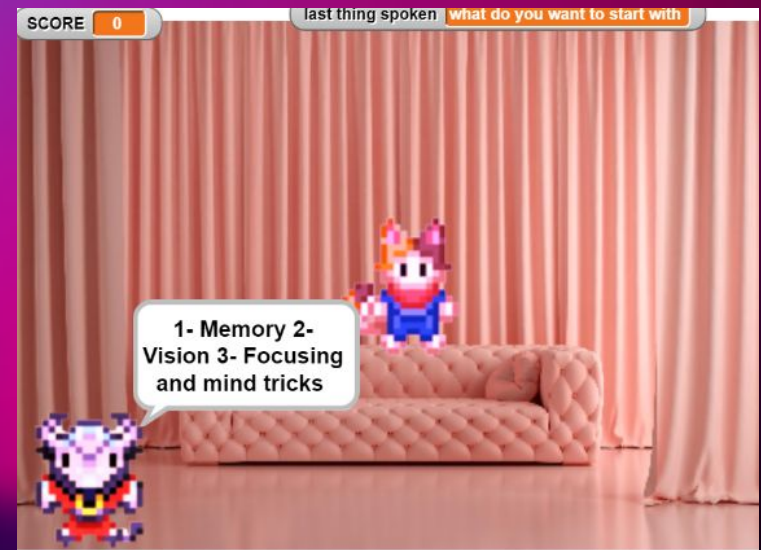 SCORE 0
last thing spoken what do you want to start with
1- Memory 2-
Vision 3- Focusing
and mind tricks